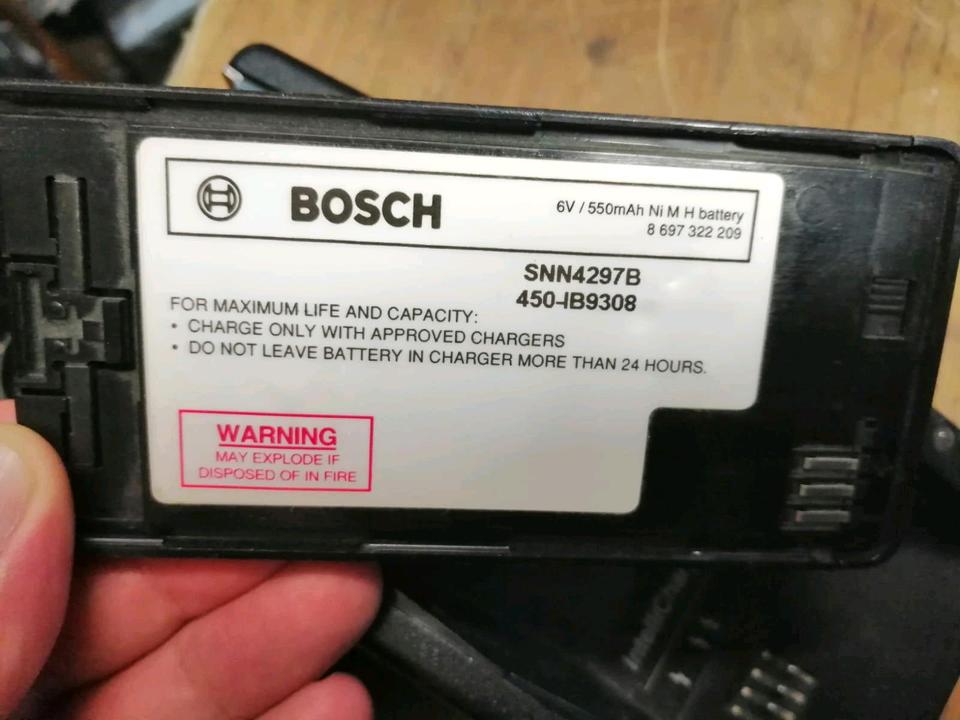 BOSCH
6V / 550mAh Ni M H battery
8 697 322 209
SNN4297B
450-IB9308
FOR MAXIMUM LIFE AND CAPACITY:
• CHARGE ONLY WITH APPROVED CHARGERS
• DO NOT LEAVE BATTERY IN CHARGER MORE THAN 24 HOURS.
WARNING
MAY EXPLODE IF
DISPOSED OF IN FIRE